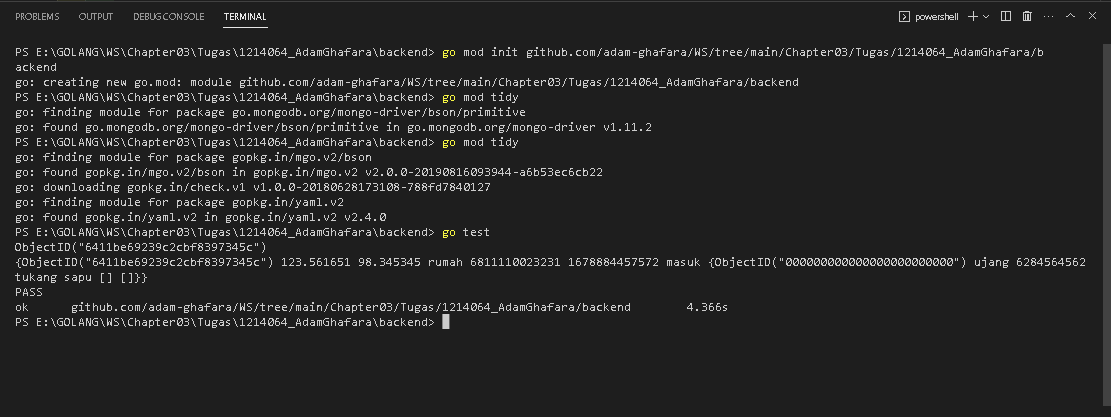 PROBLEMS OUTPUT DEBUG CONSOLE TERMINAL powershell
PS E:\GOLANG\WS\Chapter03\Tugas\1214064_AdamGhafara\backend> go mod init github.com/adam-ghafara/WS/tree/main/Chapter03/Tugas/1214064_AdamGhafara/b
ackend
go: creating new go.mod: module github.com/adam-ghafara/WS/tree/main/Chapter03/Tugas/1214064_AdamGhafara/backend
PS E:\GOLANG\WS\Chapter03\Tugas\1214064_AdamGhafara\backend> go mod tidy
go: finding module for package go.mongodb.org/mongo-driver/bson/primitive
go: found go.mongodb.org/mongo-driver/bson/primitive in go.mongodb.org/mongo-driver v1.11.2
PS E:\GOLANG\WS\Chapter03\Tugas\1214064_AdamGhafara\backend> go mod tidy
go: finding module for package gopkg.in/mgo.v2/bson
go: found gopkg.in/mgo.v2/bson in gopkg.in/mgo.v2 v2.0.0-20190816093944-a6b53ec6cb22
go: downloading gopkg.in/check.v1 v1.0.0-20180628173108-788fd7840127
go: finding module for package gopkg.in/yaml.v2
go: found gopkg.in/yaml.v2 in gopkg.in/yaml.v2 v2.4.0
PS E:\GOLANG\WS\Chapter03\Tugas\1214064_AdamGhafara\backend> go test
ObjectID("6411be69239c2cbf8397345c")
{ObjectID("6411be69239c2cbf8397345c") 123.561651 98.345345 rumah 6811110023231 1678884457572 masuk {ObjectID("000000000000000000000000") ujang 6284564562
tukang sapu [] []}}
PASS
ok github.com/adam-ghafara/WS/tree/main/Chapter03/Tugas/1214064_AdamGhafara/backend 4.366s
PS E:\GOLANG\WS\Chapter03\Tugas\1214064_AdamGhafara\backend>